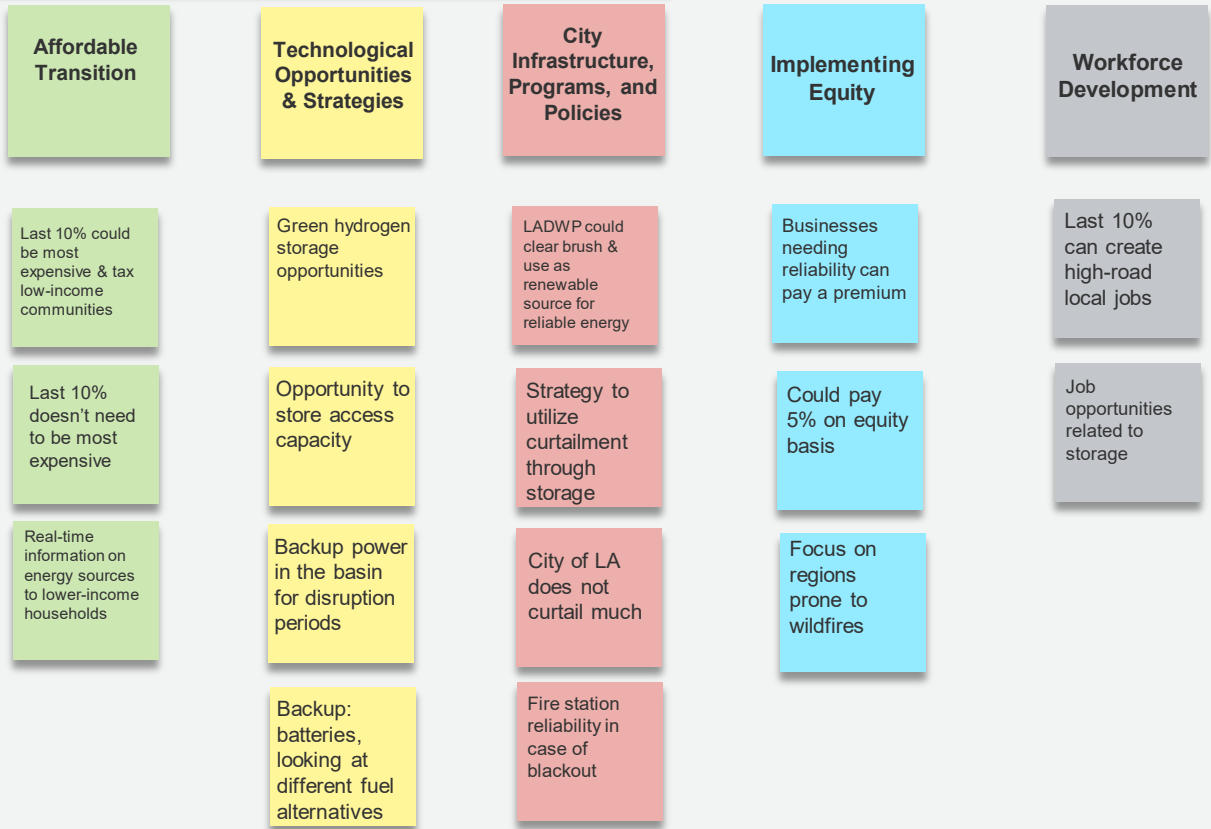 Affordable
Transition
Technological
Opportunities
& Strategies
City
Infrastructure,
Programs, and
Policies
Implementing
Equity
Workforce
Development
Last 10% could
be most
expensive & tax
low-income
communities
Last 10%
doesn’t need
to be most
expensive
Real-time
information on
energy sources
to lower-income
households
Green hydrogen
storage
opportunities
Opportunity to
store access
capacity
Backup power
in the basin
for disruption
periods
Backup:
batteries,
looking at
different fuel
alternatives
LADWP could
clear brush &
use as
renewable
source for
reliable energy
Strategy to
utilize
curtailment
through
storage
City of LA
does not
curtail much
Fire station
reliability in
case of
blackout
Businesses
needing
reliability can
pay a premium
Could pay
5% on equity
basis
Focus on
regions
prone to
wildfires
Last 10%
can create
high-road
local jobs
Job
opportunities
related to
storage